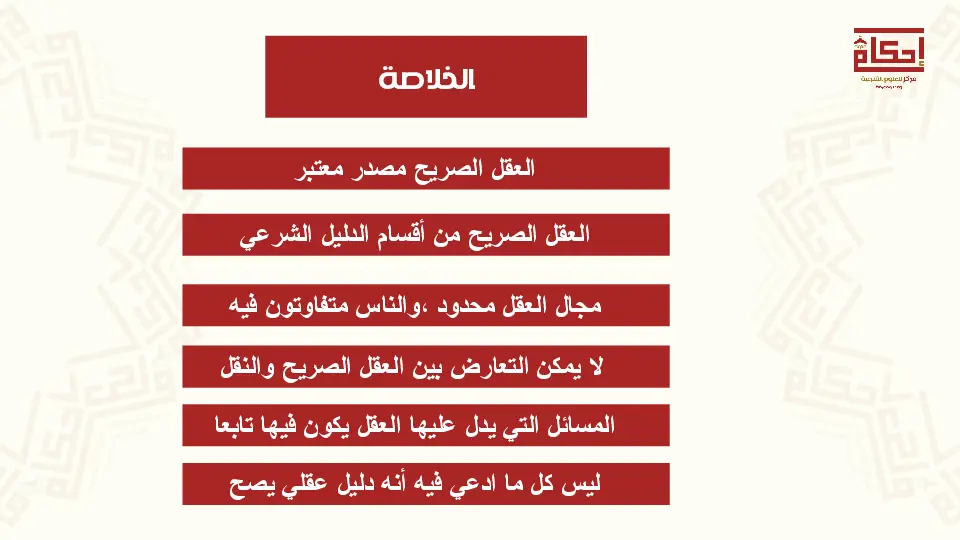 إحكام
مركز للعلوم الشرعية
الخلاصة
العقل الصريح مصدر معتبر
العقل الصريح من أقسام الدليل الشرعي
مجال العقل محدود ،والناس متفاوتون فيه
لا يمكن التعارض بين العقل الصريح والنقل
المسائل التي يدل عليها العقل يكون فيها تابعا
ليس كل ما ادعي فيه أنه دليل عقلي يصح